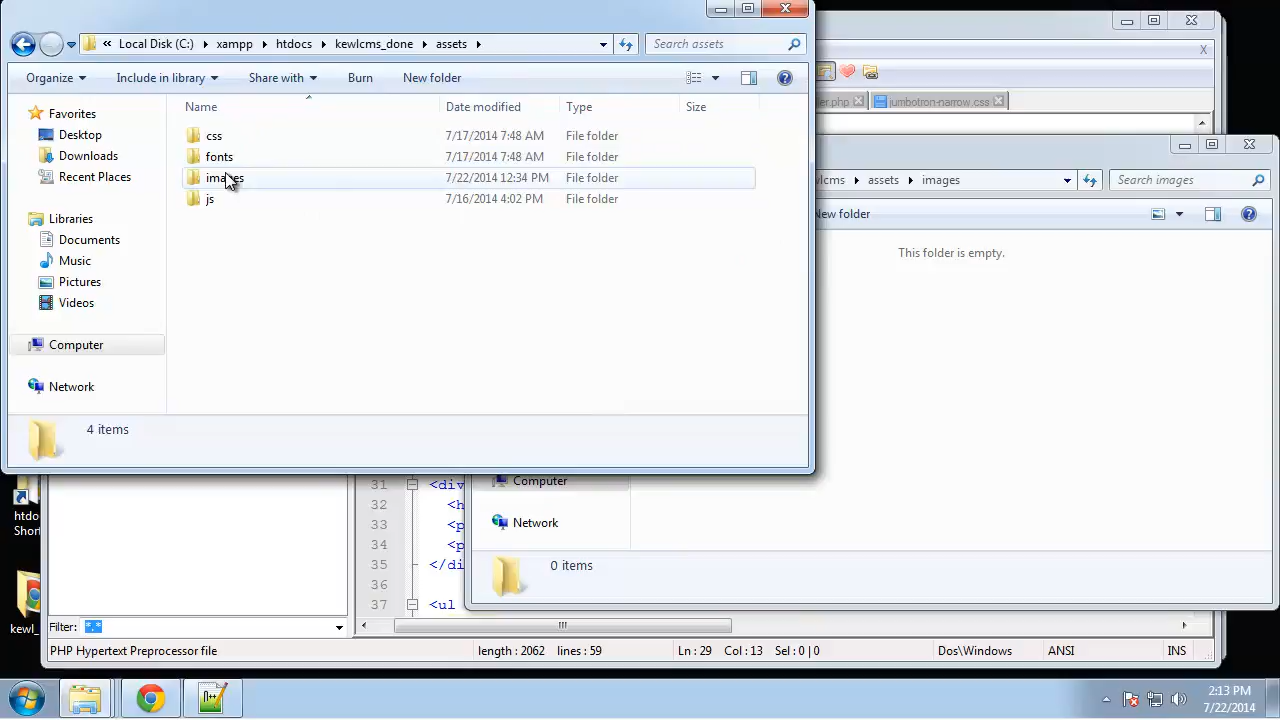 « Local Disk (C:) ▸ xampp ▸ htdocs ▸ kewlcms_done ▸ assets ▸
Search assets
Organize
Include in library
Share with
Burn
New folder
Name
Date modified
Type
Size
css
7/17/2014 7:48 AM
File folder
fonts
7/17/2014 7:48 AM
File folder
images
7/22/2014 12:34 PM
File folder
js
7/16/2014 4:02 PM
File folder
Favorites
Desktop
Downloads
Recent Places
Libraries
Documents
Music
Pictures
Videos
Computer
Network
4 items
jumbotron-narrow.css
▸ assets ▸ images
Search images
New folder
This folder is empty.
Computer
Network
0 items
31 <div
32 <h
33 <p
34 <p
35 </di
36
37 <ul
Filter: *.*
PHP Hypertext Preprocessor file
length : 2062 lines : 59
Ln : 29 Col : 13 Sel : 0 | 0
Dos\Windows
ANSI
INS
2:13 PM
7/22/2014